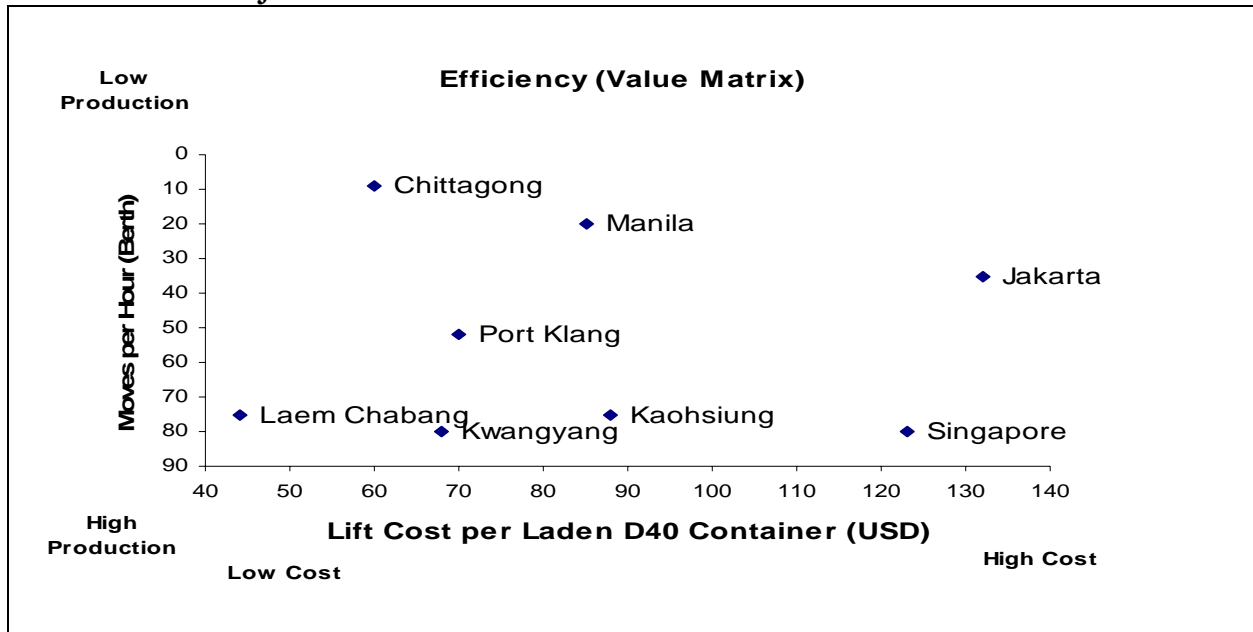 Low
Production
Efficiency (Value Matrix)
Moves per Hour (Berth)
0
10
20
30
40
50
60
70
80
90
Chittagong
Manila
Jakarta
Port Klang
Laem Chabang
Kaohsiung
Kwangyang
Singapore
40 50 60 70 80 90 100 110 120 130 140
High
Production
Lift Cost per Laden D40 Container (USD)
Low Cost
High Cost